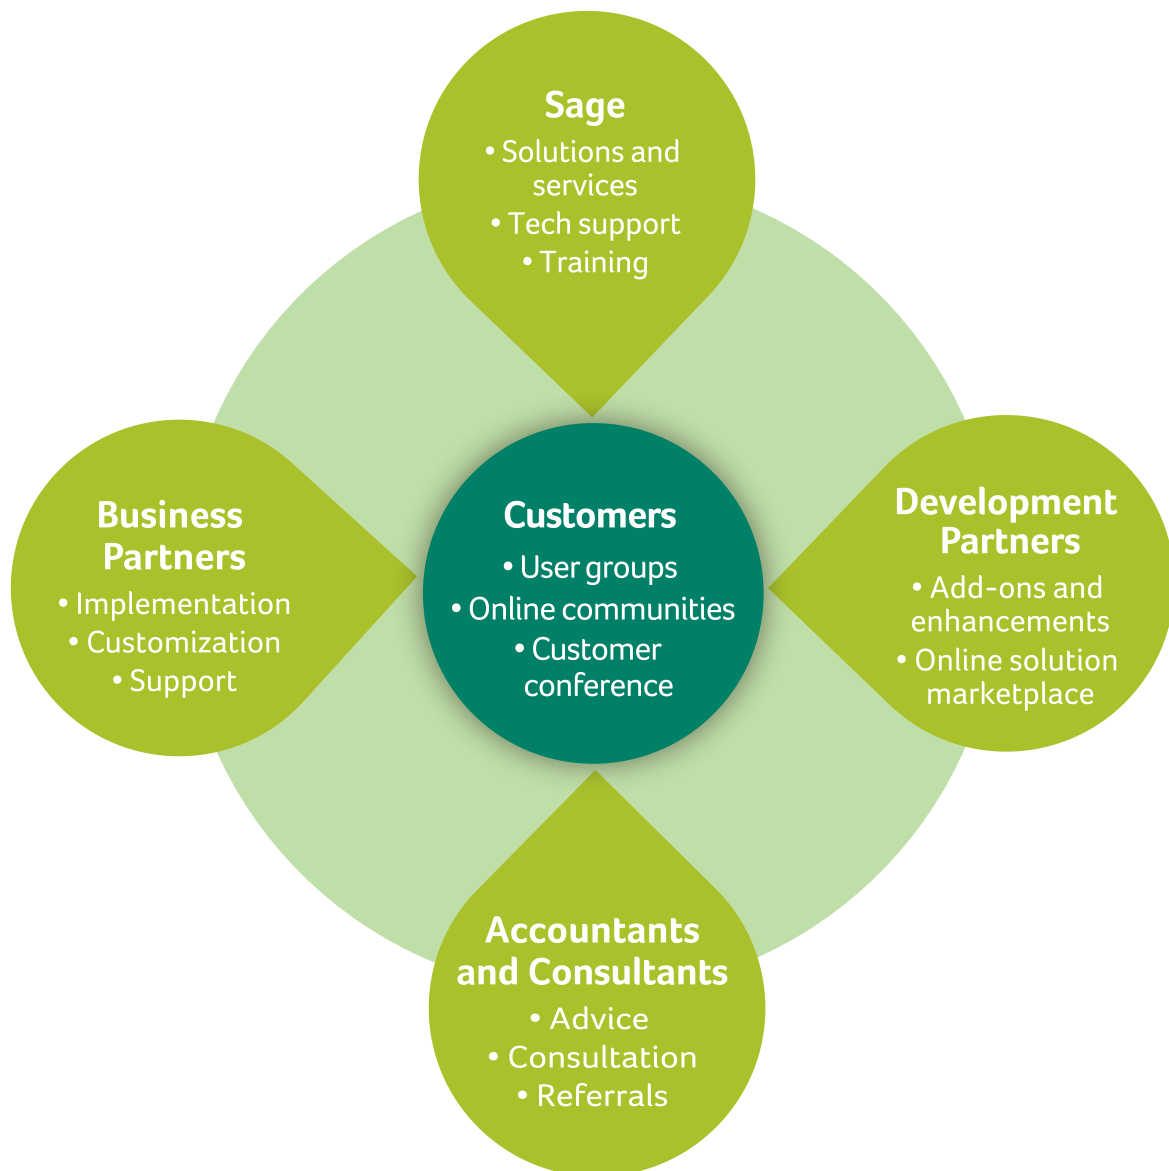 Sage
• Solutions and
services
• Tech support
• Training
Business
Partners
• Implementation
• Customization
• Support
Customers
• User groups
• Online communities
• Customer
conference
Development
Partners
• Add-ons and
enhancements
• Online solution
marketplace
Accountants
and Consultants
• Advice
• Consultation
• Referrals